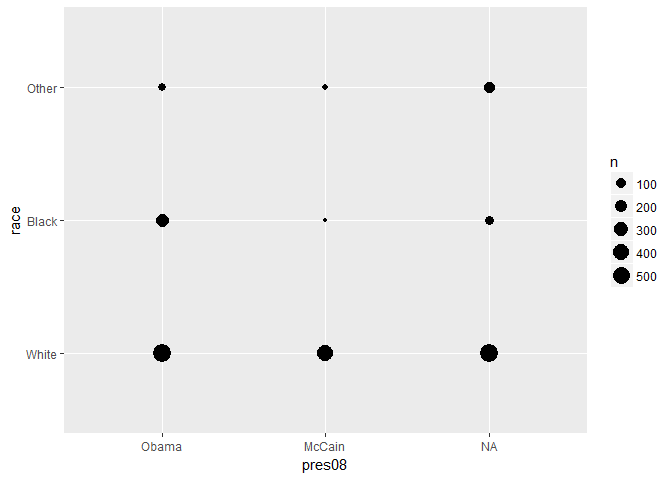 Other
Black
White
race
Obama
McCain
NA
pres08
n
100
200
300
400
500